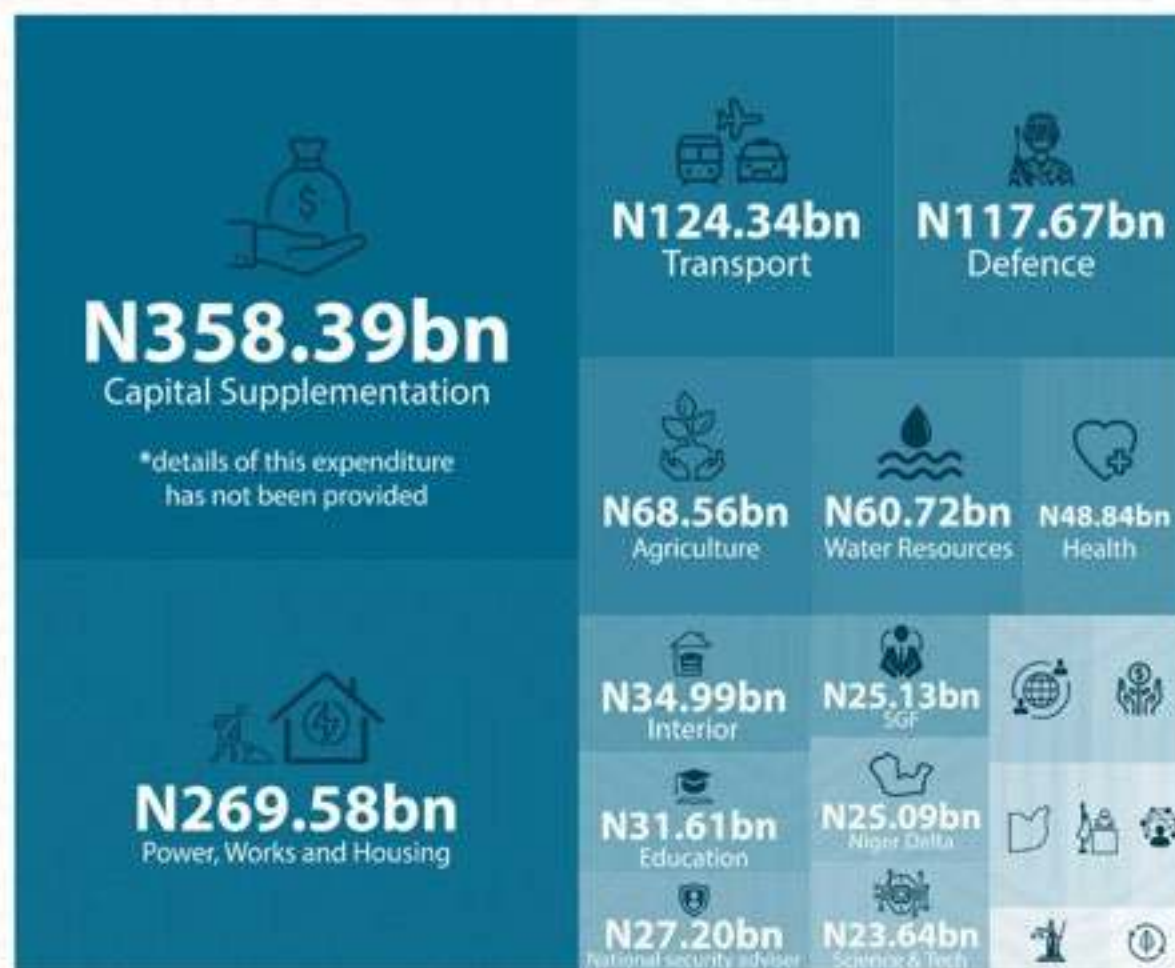 N358.39bn
Capital Supplementation
*details of this expenditure
has not been provided
N269.58bn
Power, Works and Housing
N124.34bn
Transport
N117.67bn
Defence
N68.56bn
Agriculture
N60.72bn
Water Resources
N48.84bn
Health
N34.99bn
Interior
N31.61bn
Education
N27.20bn
National security adviser
N25.13bn
SGF
N25.09bn
Niger Delta
N23.64bn
Science & Tech